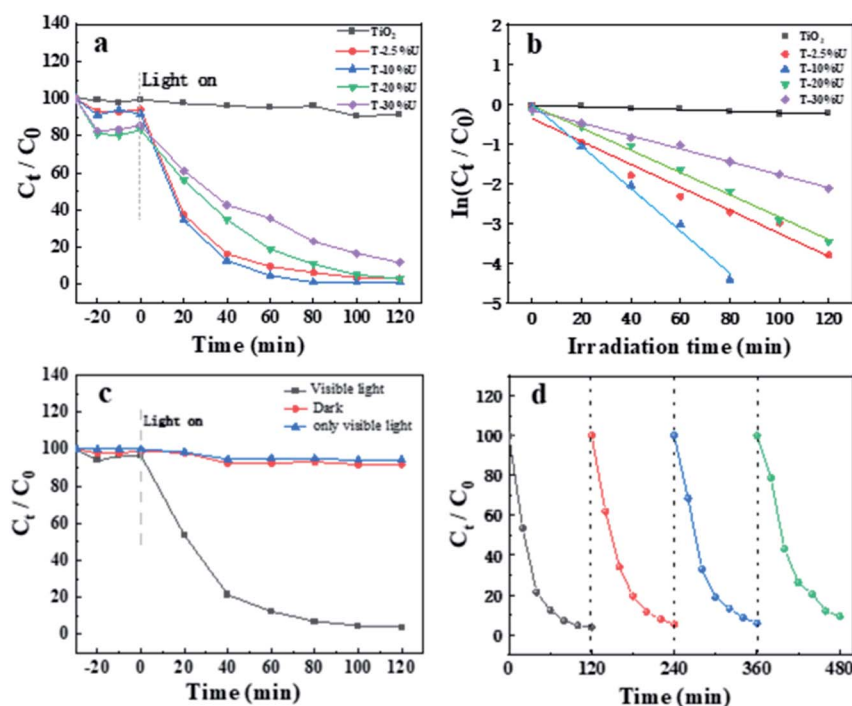 a
TiO2
T-2.5%U
T-10%U
T-20%U
T-30%U
Light on
140
120
100
80
60
40
20
0
Ct / C0
-20 0 20 40 60 80 100 120
Time (min)
b
TiO2
T-2.5%U
T-10%U
T-20%U
T-30%U
2
1
0
-1
-2
-3
-4
-5
In(Ct / C0)
0 20 40 60 80 100 120
Irradiation time (min)
c
Visible light
Dark
only visible light
Light on
140
120
100
80
60
40
20
0
Ct / C0
-20 0 20 40 60 80 100 120
Time (min)
d
120
100
80
60
40
20
0
Ct / C0
0 120 240 360 480
Time (min)